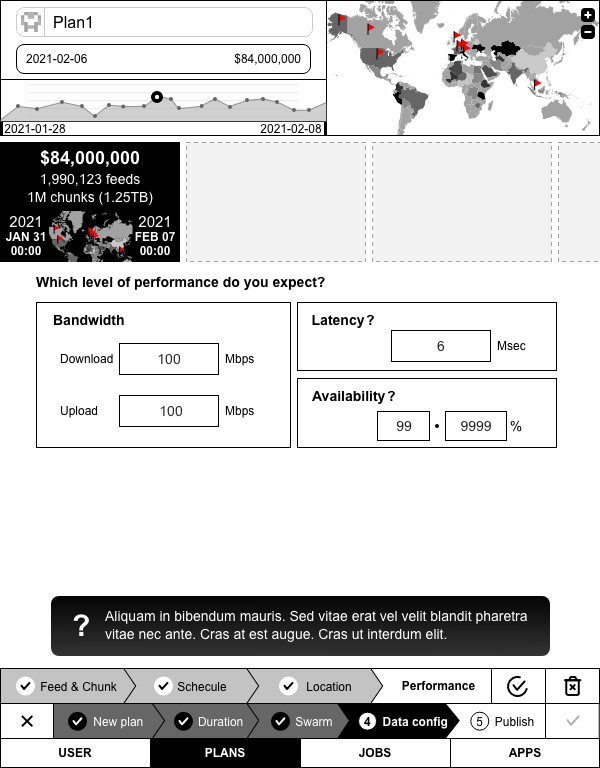 Plan1
2021-02-06 $84,000,000
2021-01-28 2021-02-08
$84,000,000
1,990,123 feeds
1M chunks (1.25TB)
2021
JAN 31
00:00
2021
FEB 07
00:00
Which level of performance do you expect?
Bandwidth
Download 100 Mbps
Upload 100 Mbps
Latency?
6 Msec
Availability?
99 • 9999 %
? Aliquam in bibendum mauris. Sed vitae erat vel velit blandit pharetra
vitae nec ante. Cras at est augue. Cras ut interdum elit.
Feed & Chunk Schecule Location Performance
New plan Duration Swarm 4 Data config 5 Publish
USER PLANS JOBS APPS